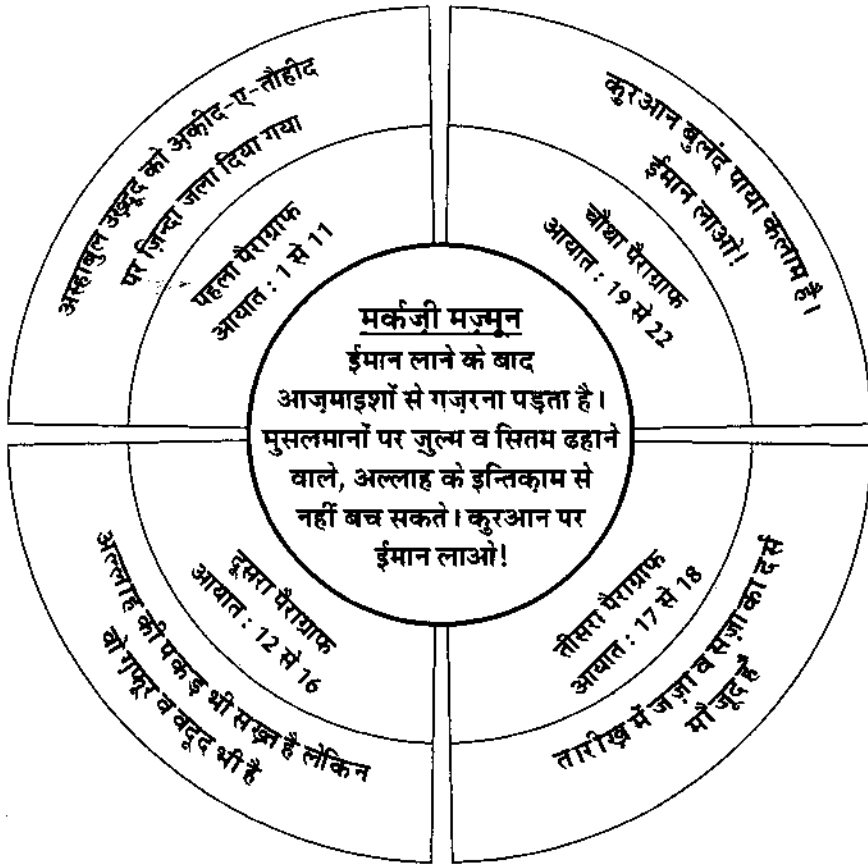 अस्हाबुल उख़्दूद को अक़ीद-ए-तौहीद
पर ज़िन्दा जला दिया गया
पहला पैराग्राफ
आयात : 1 से 11
क़ुरआन बुलंद पाया कलाम है।
ईमान लाओ!
चौथा पैराग्राफ
आयात : 19 से 22
मर्कज़ी मज़्मून
ईमान लाने के बाद
आज़माइशों से गज़रना पड़ता है।
मुसलमानों पर ज़ुल्म व सितम ढहाने
वाले, अल्लाह के इन्तिक़ाम से
नहीं बच सकते। क़ुरआन पर
ईमान लाओ!
दूसरा पैराग्राफ
आयात : 12 से 16
अल्लाह की पकड़ भी सख़्त है लेकिन
वो ग़फ़ूर व वदूद भी है
तीसरा पैराग्राफ
आयात : 17 से 18
तारीख़ में जज़ा व सज़ा का दर्स
मौजूद है